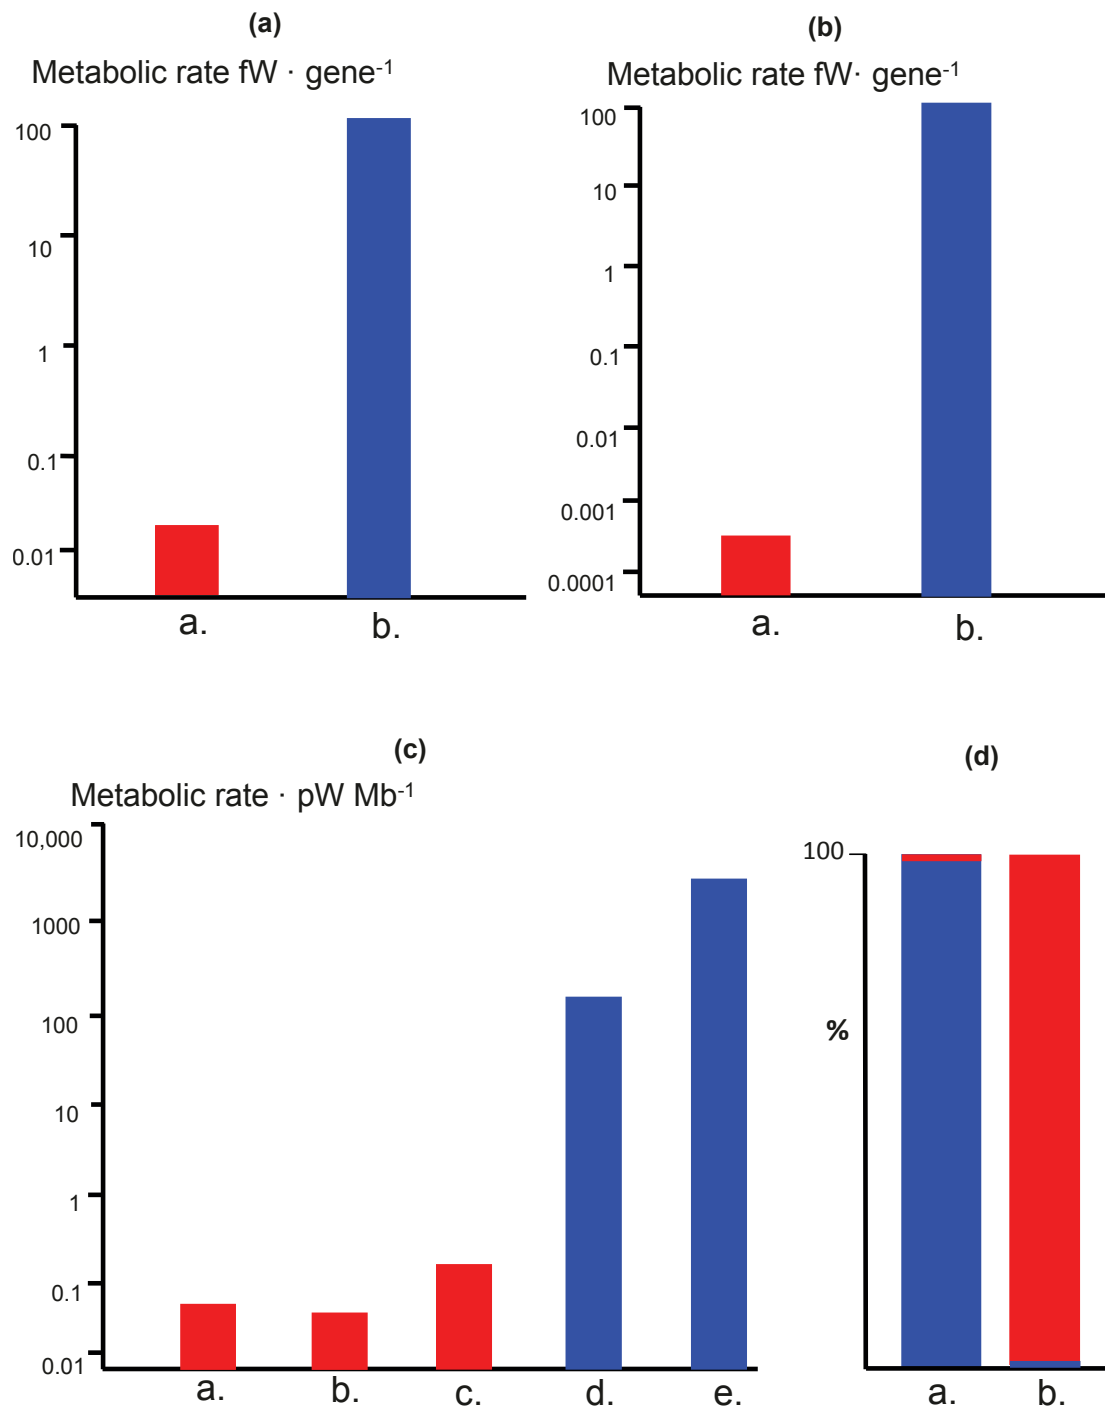 (a)
Metabolic rate fW · gene-1
100
10
1
0.1
0.01
a. b.
(b)
Metabolic rate fW· gene-1
100
10
1
0.1
0.01
0.001
0.0001
a. b.
(c)
Metabolic rate · pW Mb-1
10,000
1000
100
10
1
0.1
0.01
a. b. c. d. e.
(d)
100
%
a. b.